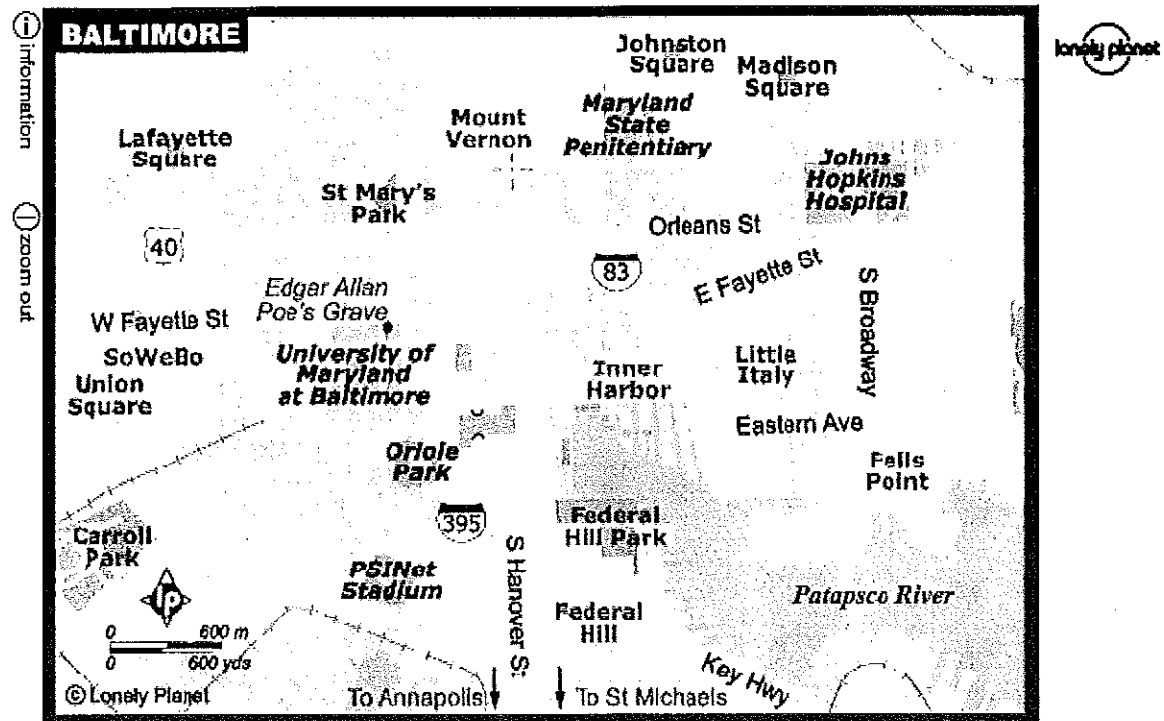 BALTIMORE
information
zoom out
lonely planet
Johnston
Square
Madison
Square
Mount
Vernon
Maryland
State
Penitentiary
Lafayette
Square
Johns
Hopkins
Hospital
St Mary's
Park
Orleans St
40
83
E Fayette St
S Broadway
Edgar Allan
Poe's Grave
W Fayette St
SoWeBo
Union
Square
University of
Maryland
at Baltimore
Inner
Harbor
Little
Italy
Eastern Ave
Oriole
Park
Fells
Point
395
Federal
Hill Park
Carroll
Park
PSINet
Stadium
S Hanover St
Federal
Hill
Patapsco River
lp
0 600 m
0 600 yds
© Lonely Planet
To Annapolis
To St Michaels
Key Hwy